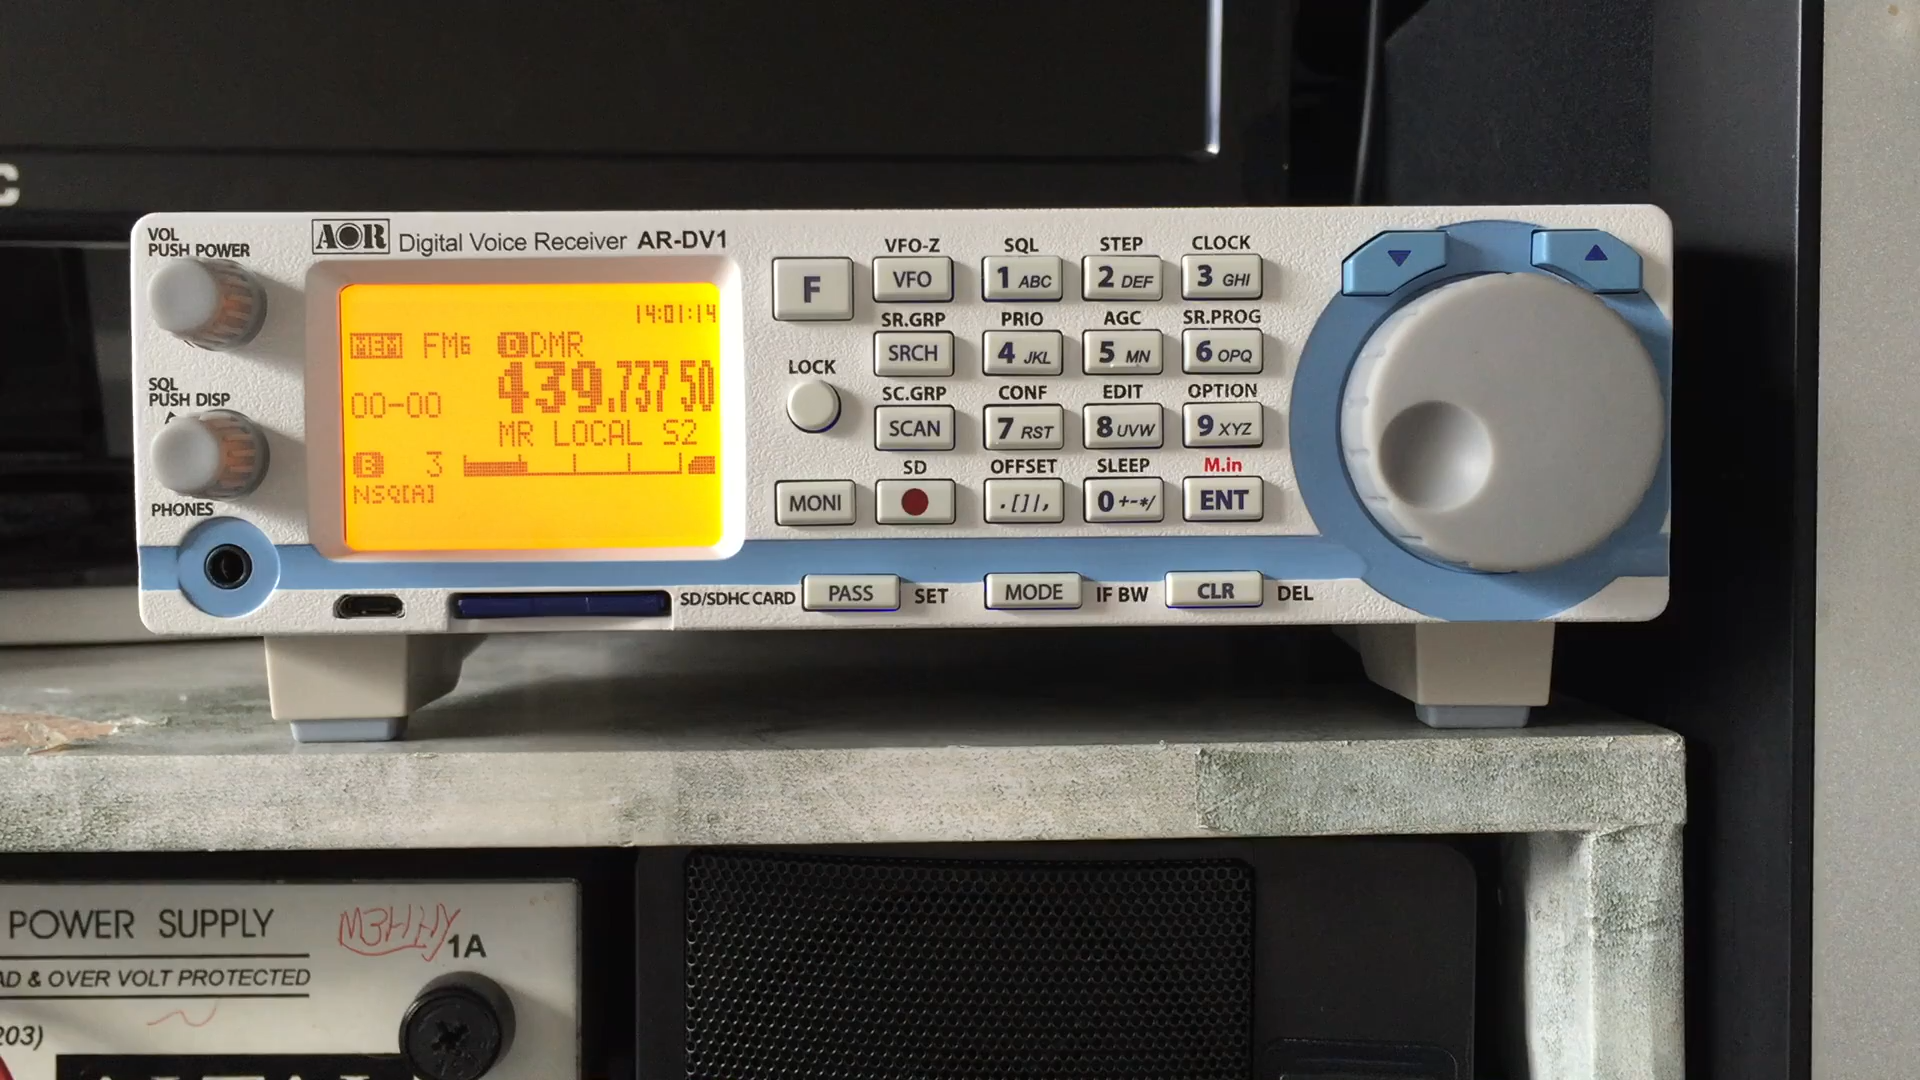 C
VOL
PUSH POWER
AOR Digital Voice Receiver AR-DV1
14:01:14
MEM FM6 D DMR
439.737 50
00-00
MR LOCAL S2
B 3
NSQ[A]
SQL
PUSH DISP
PHONES
F
LOCK
MONI
VFO-Z SQL STEP CLOCK
VFO 1 ABC 2 DEF 3 GHI
SR.GRP PRIO AGC SR.PROG
SRCH 4 JKL 5 MN 6 OPQ
SC.GRP CONF EDIT OPTION
SCAN 7 RST 8 UVW 9 XYZ
SD OFFSET SLEEP M.in
.[]|, 0 +-*/ ENT
SD/SDHC CARD PASS SET MODE IF BW CLR DEL
POWER SUPPLY
M3HHY
1A
AD & OVER VOLT PROTECTED
203)